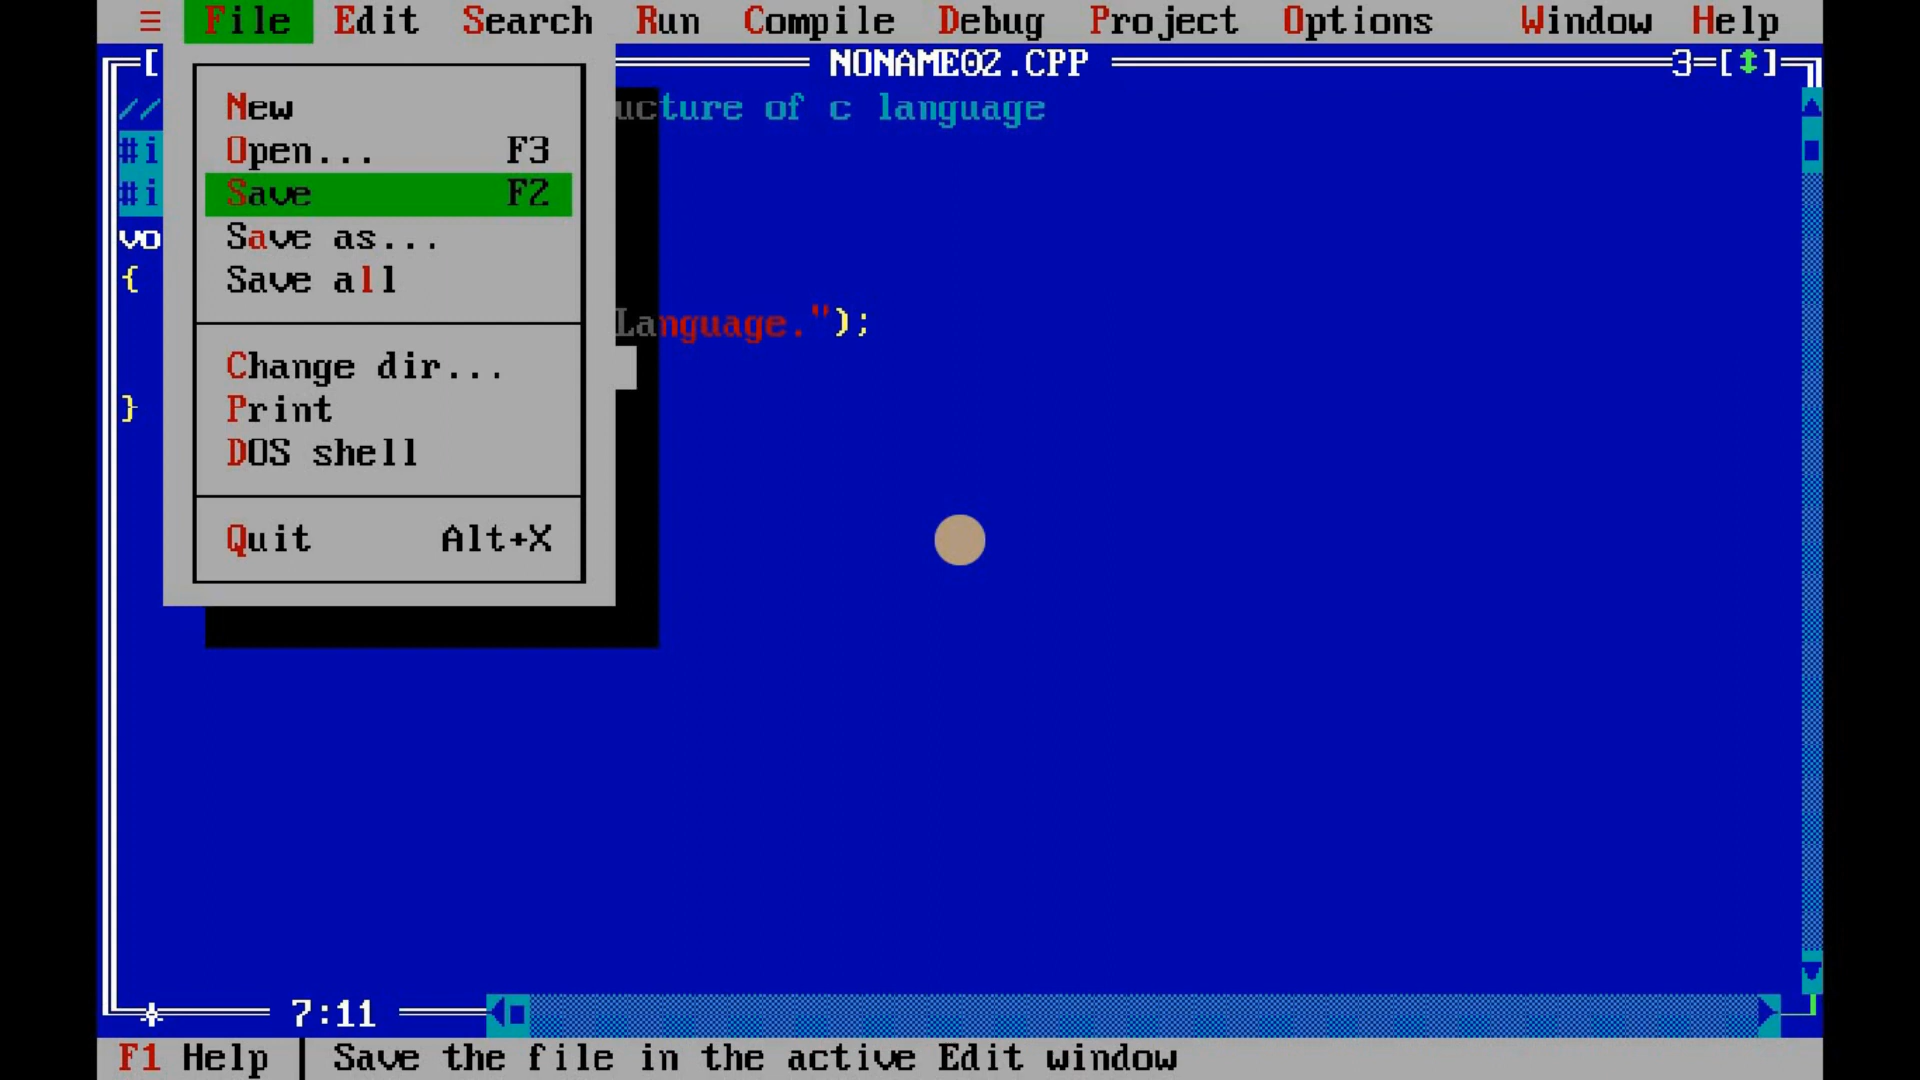 ≡ File Edit Search Run Compile Debug Project Options Window Help
[ NONAME02.CPP 3=[↕]
// ucture of c language
#i
#i
vo
{
Language.");
}
New
Open... F3
Save F2
Save as...
Save all
Change dir...
Print
DOS shell
Quit Alt+X
7:11
F1 Help | Save the file in the active Edit window